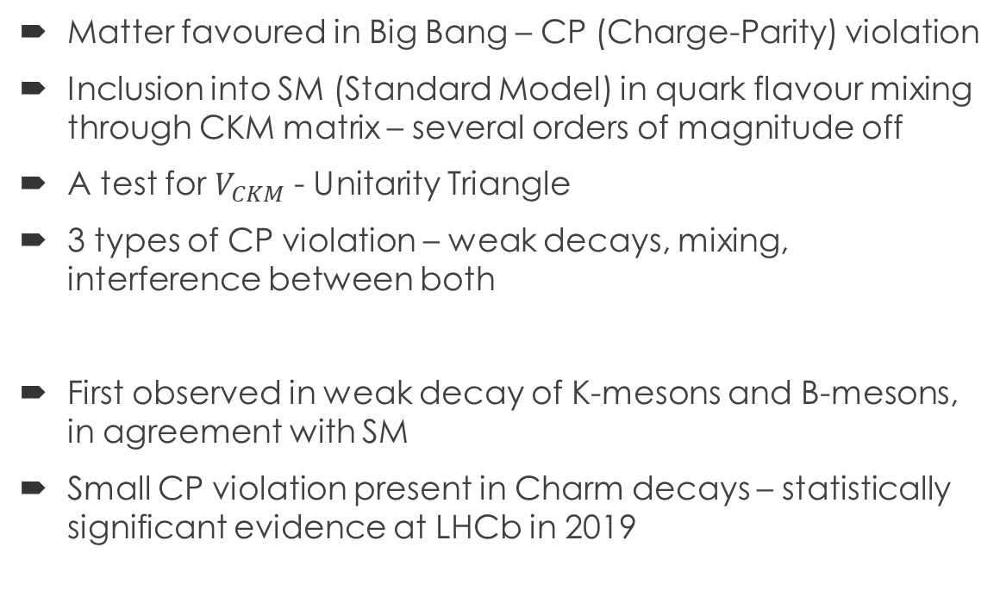 Matter favoured in Big Bang – CP (Charge-Parity) violation
Inclusion into SM (Standard Model) in quark flavour mixing
through CKM matrix – several orders of magnitude off
A test for V_CKM - Unitarity Triangle
3 types of CP violation – weak decays, mixing,
interference between both
First observed in weak decay of K-mesons and B-mesons,
in agreement with SM
Small CP violation present in Charm decays – statistically
significant evidence at LHCb in 2019